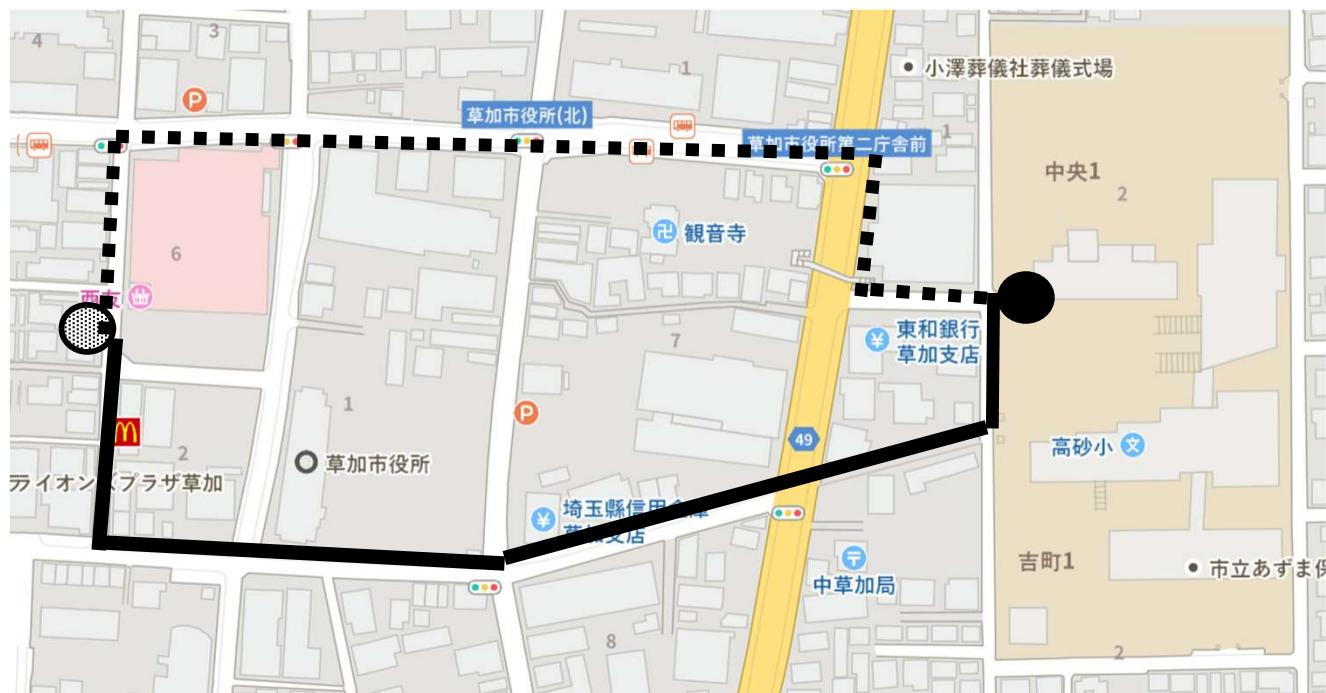 4
3
P
1
小澤葬儀社葬儀式場
草加市役所(北)
1
草加市役所第二庁舎前
中央1
2
卍 観音寺
6
西友
¥ 東和銀行
草加支店
7
1
P
49
2
高砂小 文
草加市役所
ライオンズプラザ草加
¥ 埼玉縣信用金庫
草加支店
〒
中草加局
吉町1
市立あずま保
8
2